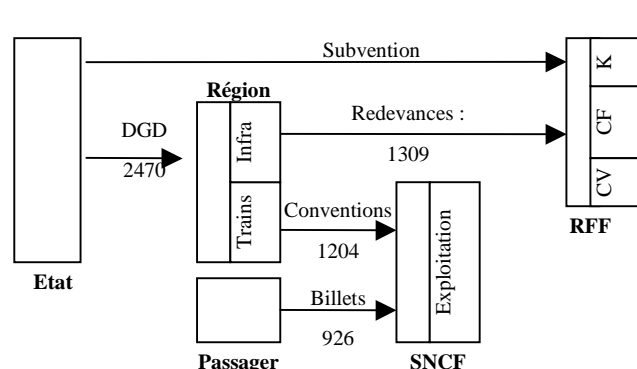 Subvention
K
Région
DGD
2470
Infra
Redevances :
1309
CF
CV
RFF
Trains
Conventions
1204
Exploitation
Etat
Billets
926
Passager
SNCF